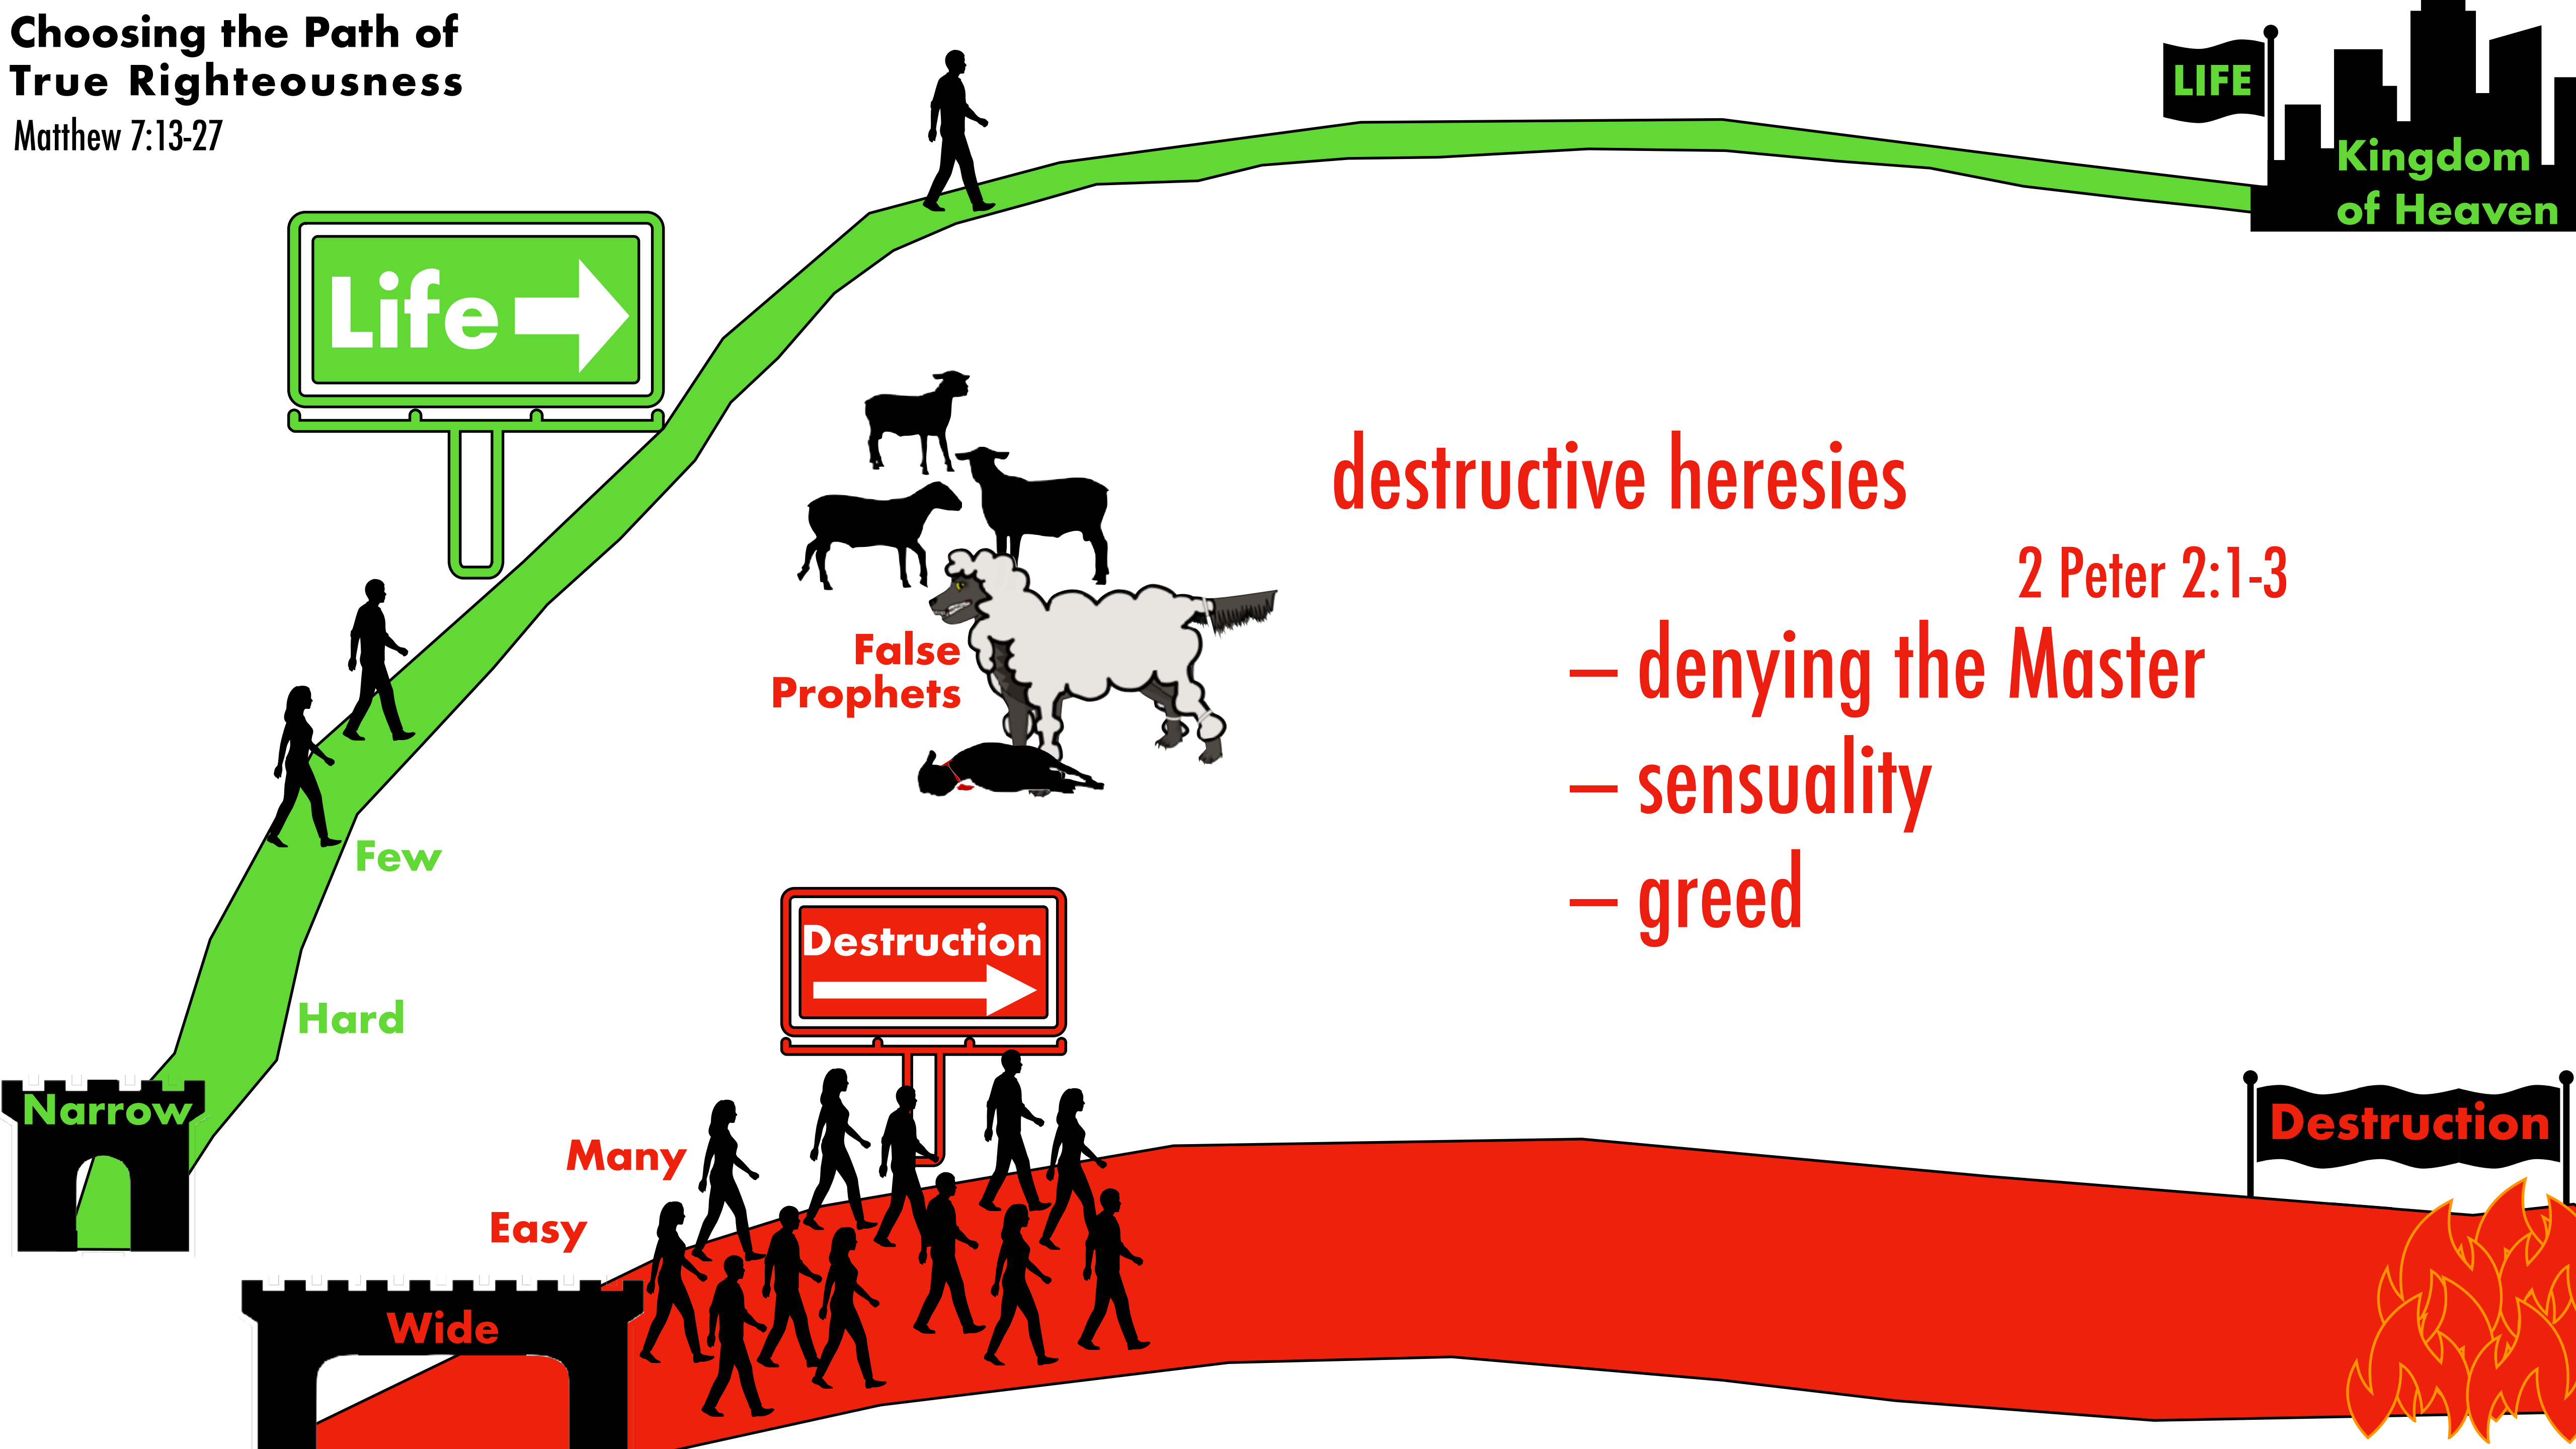 Choosing the Path of
True Righteousness
Matthew 7:13-27
LIFE
Kingdom
of Heaven
Life
destructive heresies
2 Peter 2:1-3
– denying the Master
– sensuality
– greed
False
Prophets
Few
Hard
Narrow
Destruction
Many
Easy
Wide
Destruction